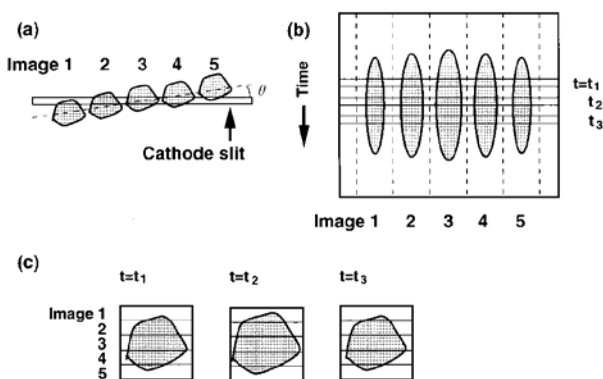 (a)
Image 1 2 3 4 5
θ
Cathode slit
(b)
Time
t=t1
t2
t3
Image 1 2 3 4 5
(c)
t=t1 t=t2 t=t3
Image 1
2
3
4
5